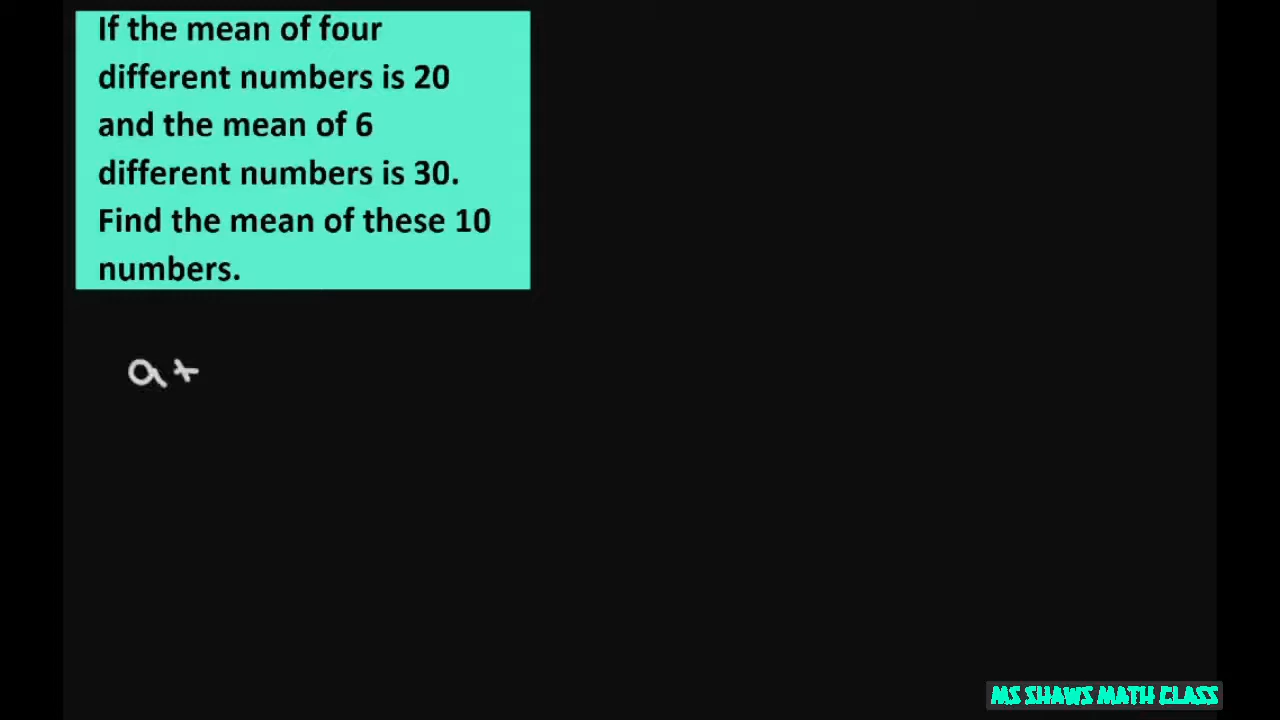 If the mean of four
different numbers is 20
and the mean of 6
different numbers is 30.
Find the mean of these 10
numbers.
a+
MS SHAWS MATH CLASS